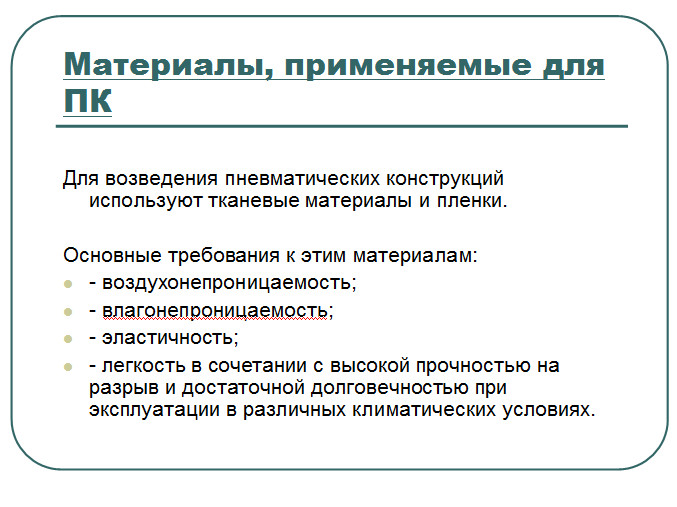 Материалы, применяемые для
ПК
Для возведения пневматических конструкций
используют тканевые материалы и пленки.
Основные требования к этим материалам:
- воздухонепроницаемость;
- влагонепроницаемость;
- эластичность;
- легкость в сочетании с высокой прочностью на
разрыв и достаточной долговечностью при
эксплуатации в различных климатических условиях.